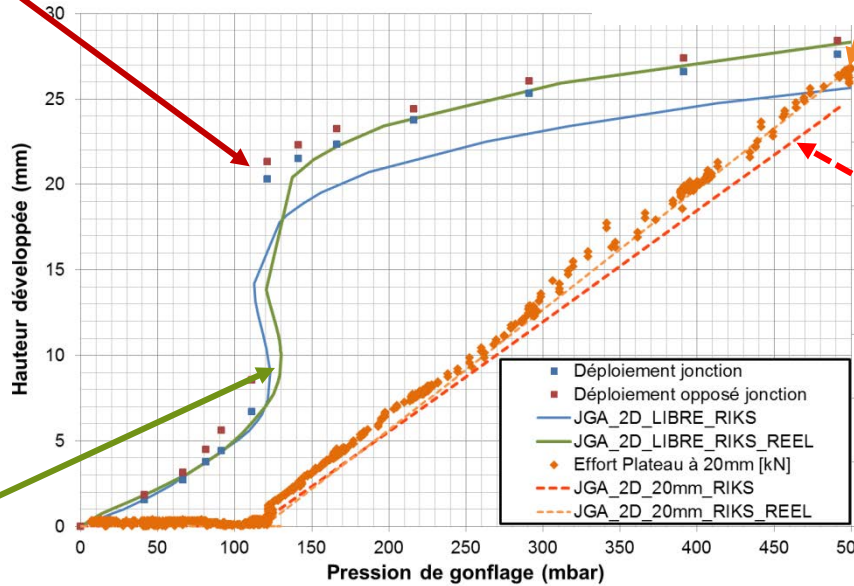 30
25
20
15
10
5
0
Hauteur développée (mm)
0 50 100 150 200 250 300 350 400 450 50
Pression de gonflage (mbar)
Déploiement jonction
Déploiement opposé jonction
JGA_2D_LIBRE_RIKS
JGA_2D_LIBRE_RIKS_REEL
Effort Plateau à 20mm [kN]
JGA_2D_20mm_RIKS
JGA_2D_20mm_RIKS_REEL